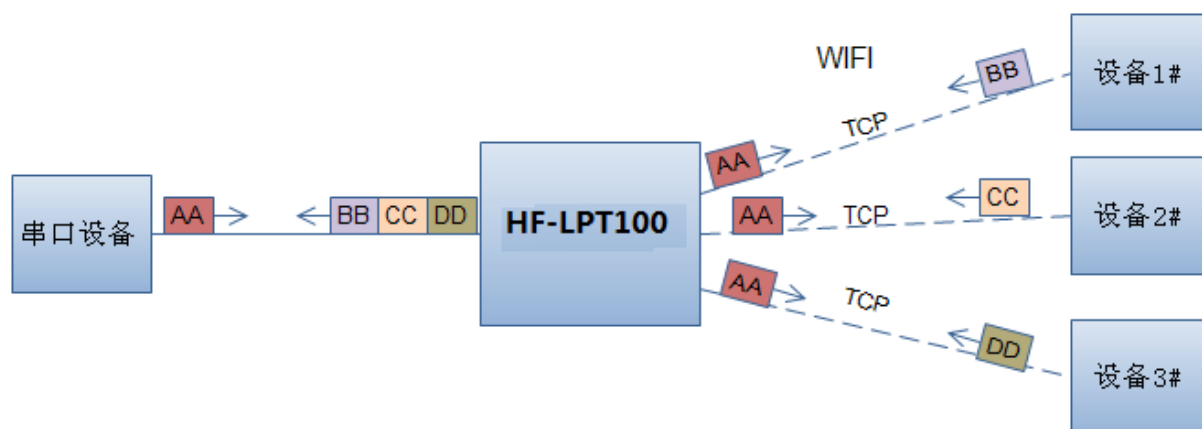 WIFI
BB
设备1#
TCP
AA
串口设备
AA
BB CC DD
HF-LPT100
AA
TCP
CC
设备2#
AA
TCP
DD
设备3#